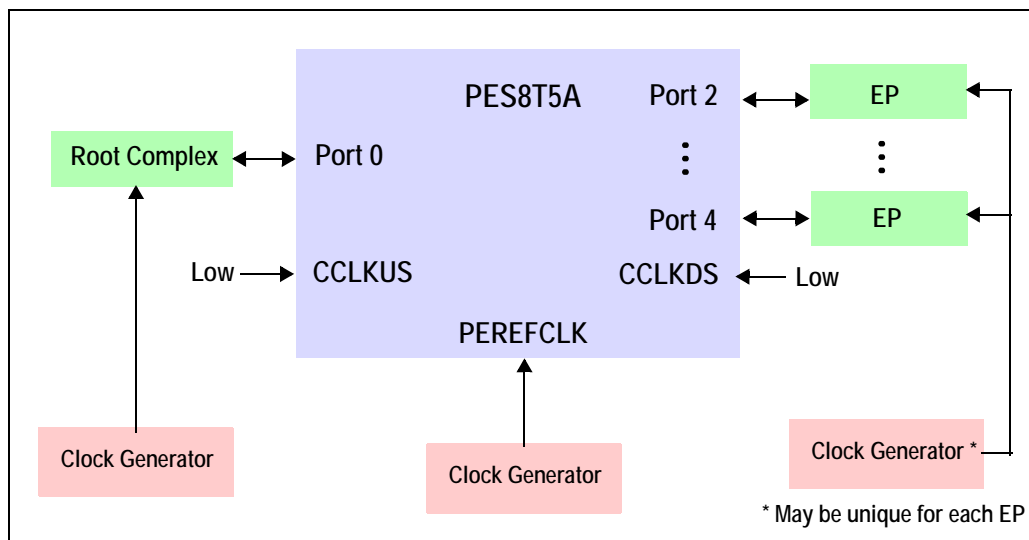 PES8T5A
Port 2
EP
Root Complex
Port 0
Port 4
EP
Low
CCLKUS
CCLKDS
Low
PEREFCLK
Clock Generator
Clock Generator
Clock Generator *
* May be unique for each EP